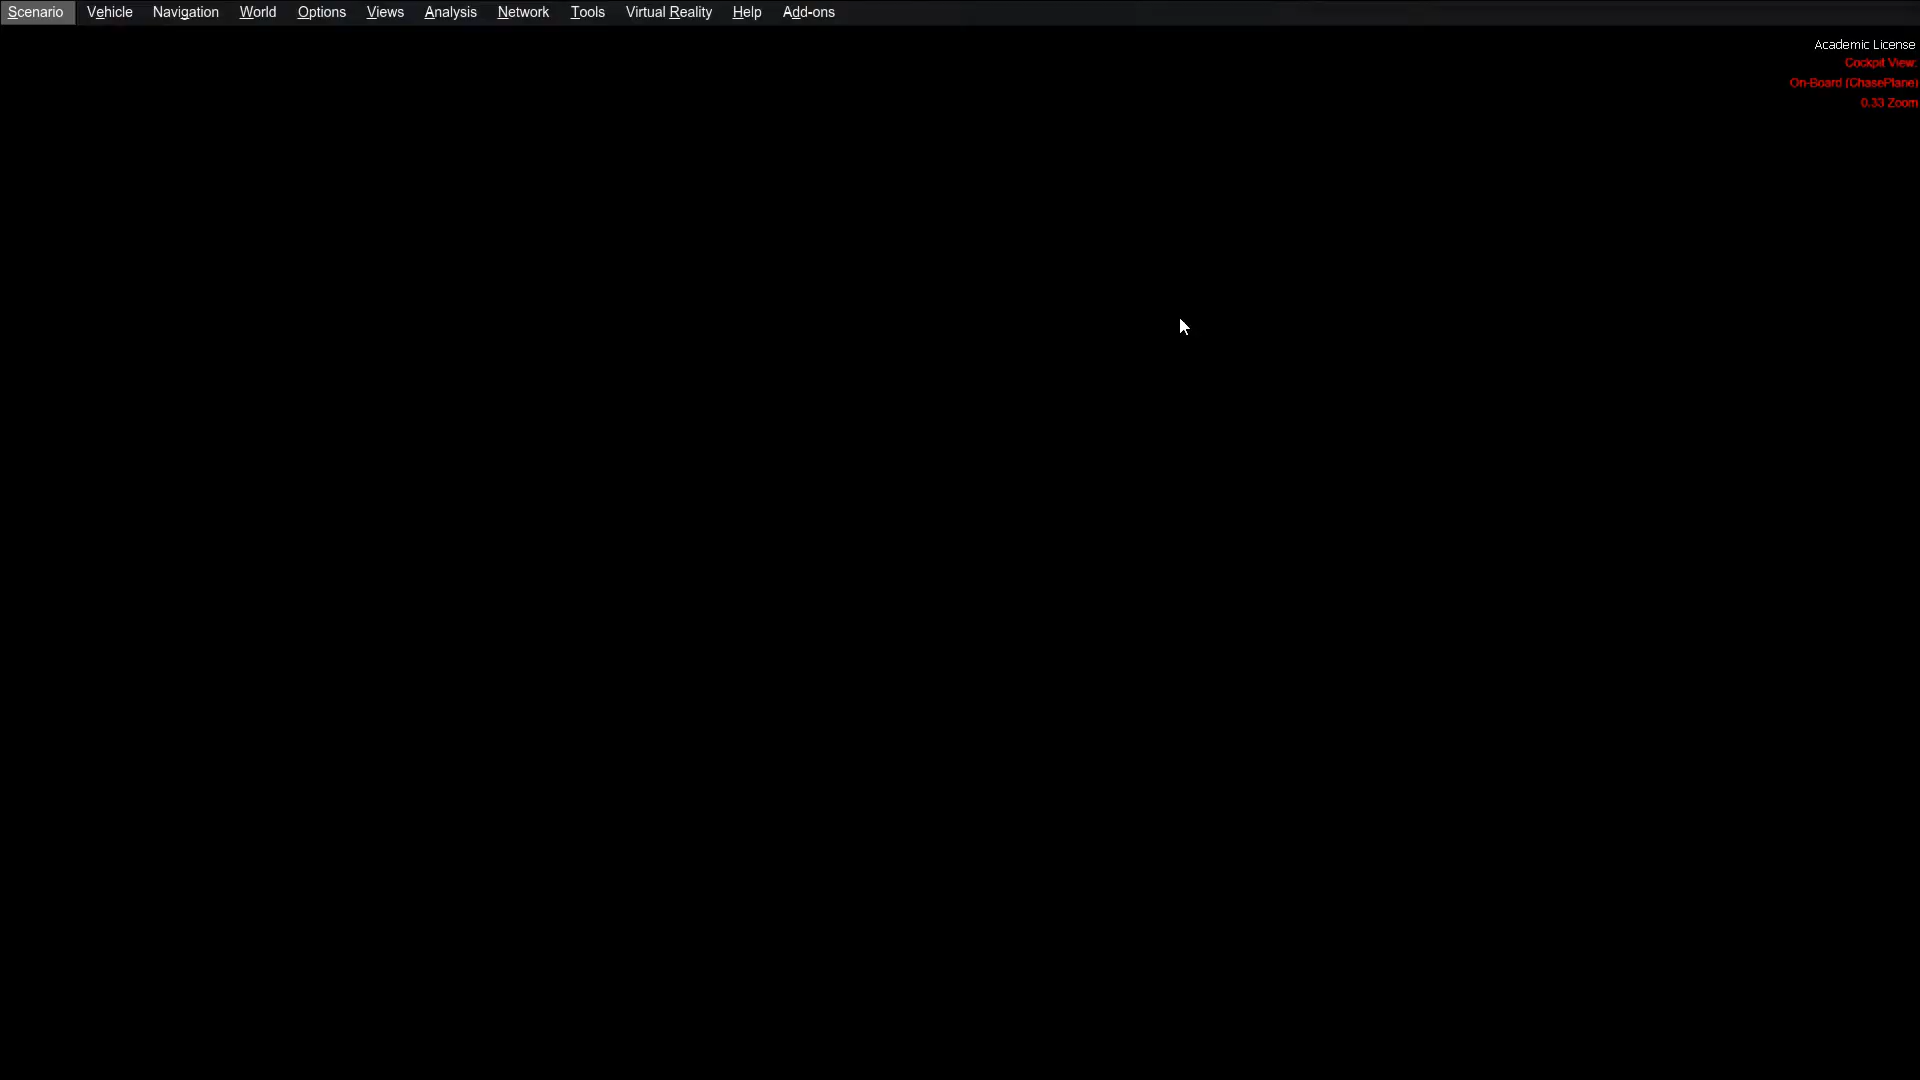 Scenario Vehicle Navigation World Options Views Analysis Network Tools Virtual Reality Help Add-ons
Academic License
Cockpit View:
On-Board (ChasePlane)
0.33 Zoom